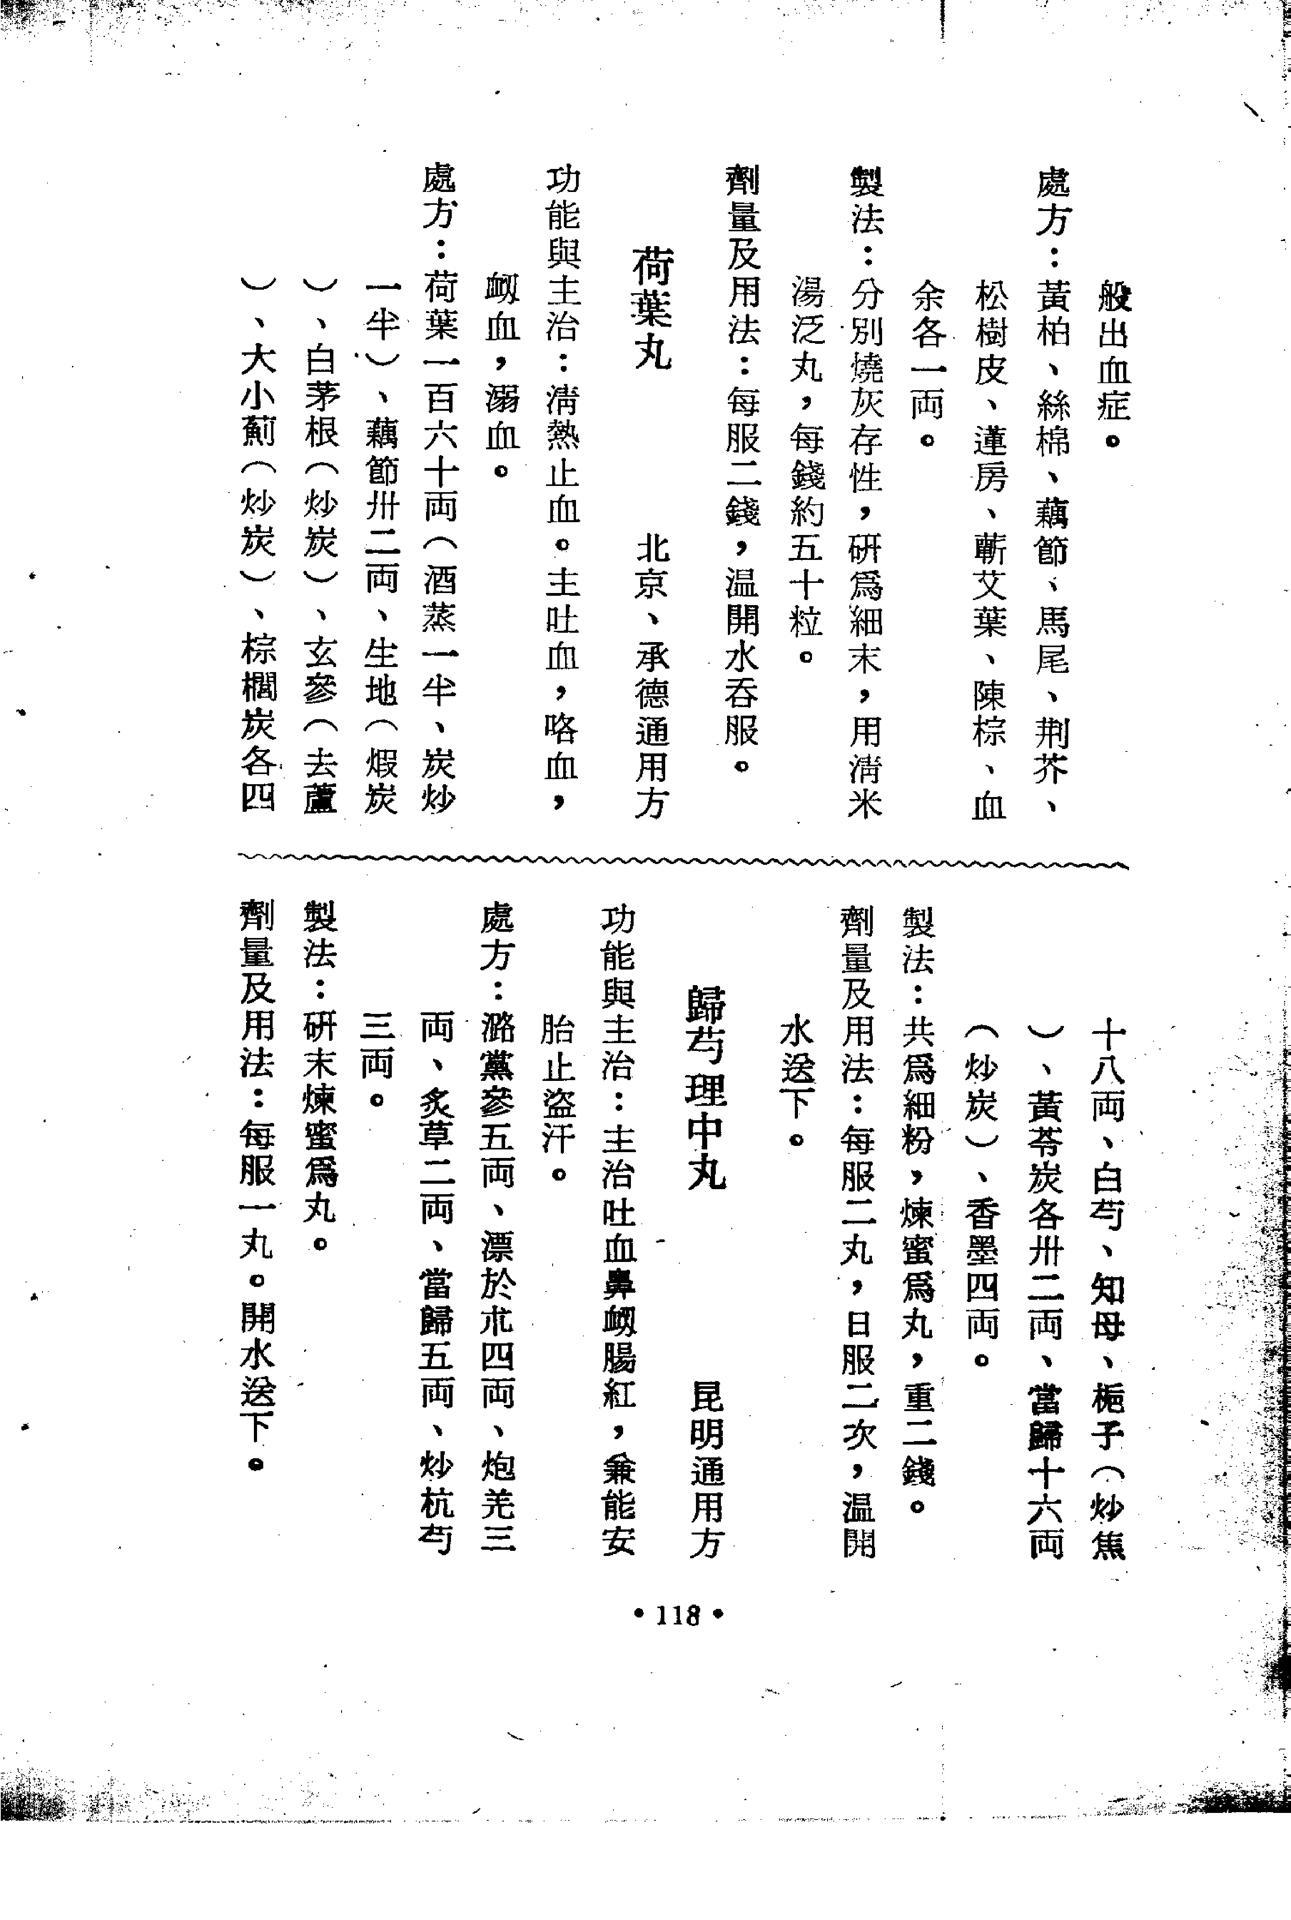 般出血症。
處方：黃柏、絲棉、藕節、馬尾、荆芥、
松樹皮、蓮房、蘄艾葉、陳棕、血
余各一両。
製法：分別燒灰存性，硏爲細末，用淸米
湯泛丸，每錢約五十粒。
劑量及用法：每服二錢，温開水吞服。
荷葉丸　北京、承德通用方
功能與主治：淸熱止血。主吐血，咯血，
衂血，溺血。
處方：荷葉一百六十両（酒蒸一半、炭炒
一半）、藕節卅二両、生地（煅炭
）、白茅根（炒炭）、玄參（去蘆
）、大小薊（炒炭）、棕櫚炭各四
十八両、白芍、知母、梔子（炒焦
）、黃芩炭各卅二両、當歸十六両
（炒炭）、香墨四両。
製法：共爲細粉，煉蜜爲丸，重二錢。
劑量及用法：每服二丸，日服二次，温開
水送下。
歸芍理中丸　昆明通用方
功能與主治：主治吐血鼻衂腸紅，兼能安
胎止盜汗。
處方：潞黨參五両、漂於朮四両、炮羌三
両、炙草二両、當歸五両、炒杭芍
三両。
製法：硏末煉蜜爲丸。
劑量及用法：每服一丸。開水送下。
• 118 •